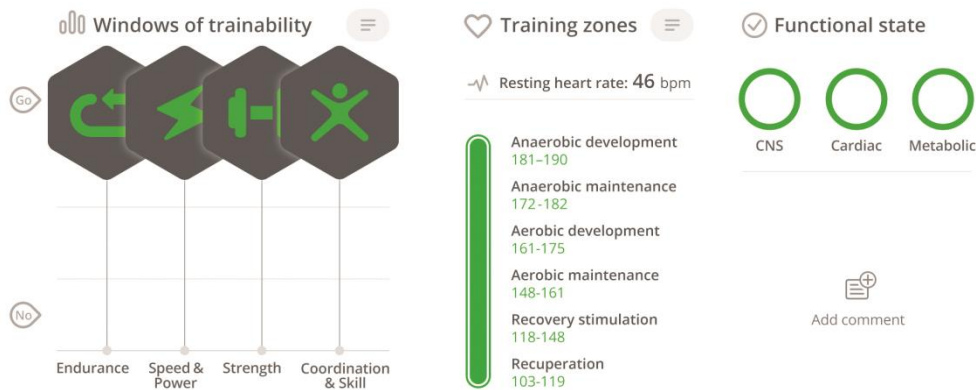 Windows of trainability
Go
No
Endurance
Speed &
Power
Strength
Coordination
& Skill
Training zones
Resting heart rate: 46 bpm
Anaerobic development
181–190
Anaerobic maintenance
172-182
Aerobic development
161-175
Aerobic maintenance
148-161
Recovery stimulation
118-148
Recuperation
103-119
Functional state
CNS
Cardiac
Metabolic
Add comment